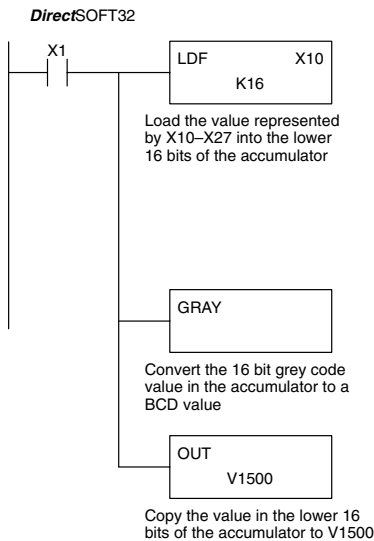 DirectSOFT32
X1
LDF X10
K16
Load the value represented
by X10–X27 into the lower
16 bits of the accumulator
GRAY
Convert the 16 bit grey code
value in the accumulator to a
BCD value
OUT
V1500
Copy the value in the lower 16
bits of the accumulator to V1500